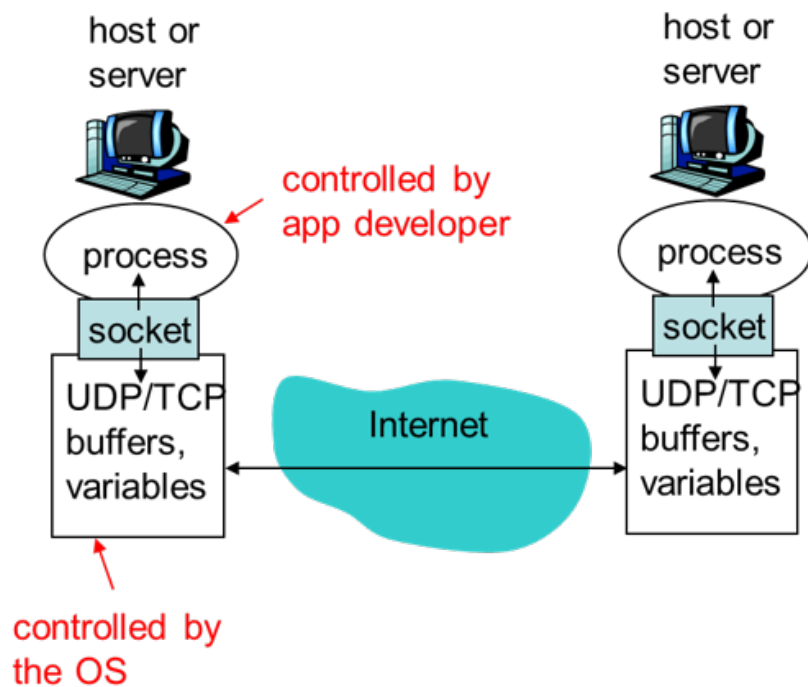 host or
server
host or
server
controlled by
app developer
process
process
socket
socket
UDP/TCP
buffers,
variables
Internet
UDP/TCP
buffers,
variables
controlled by
the OS